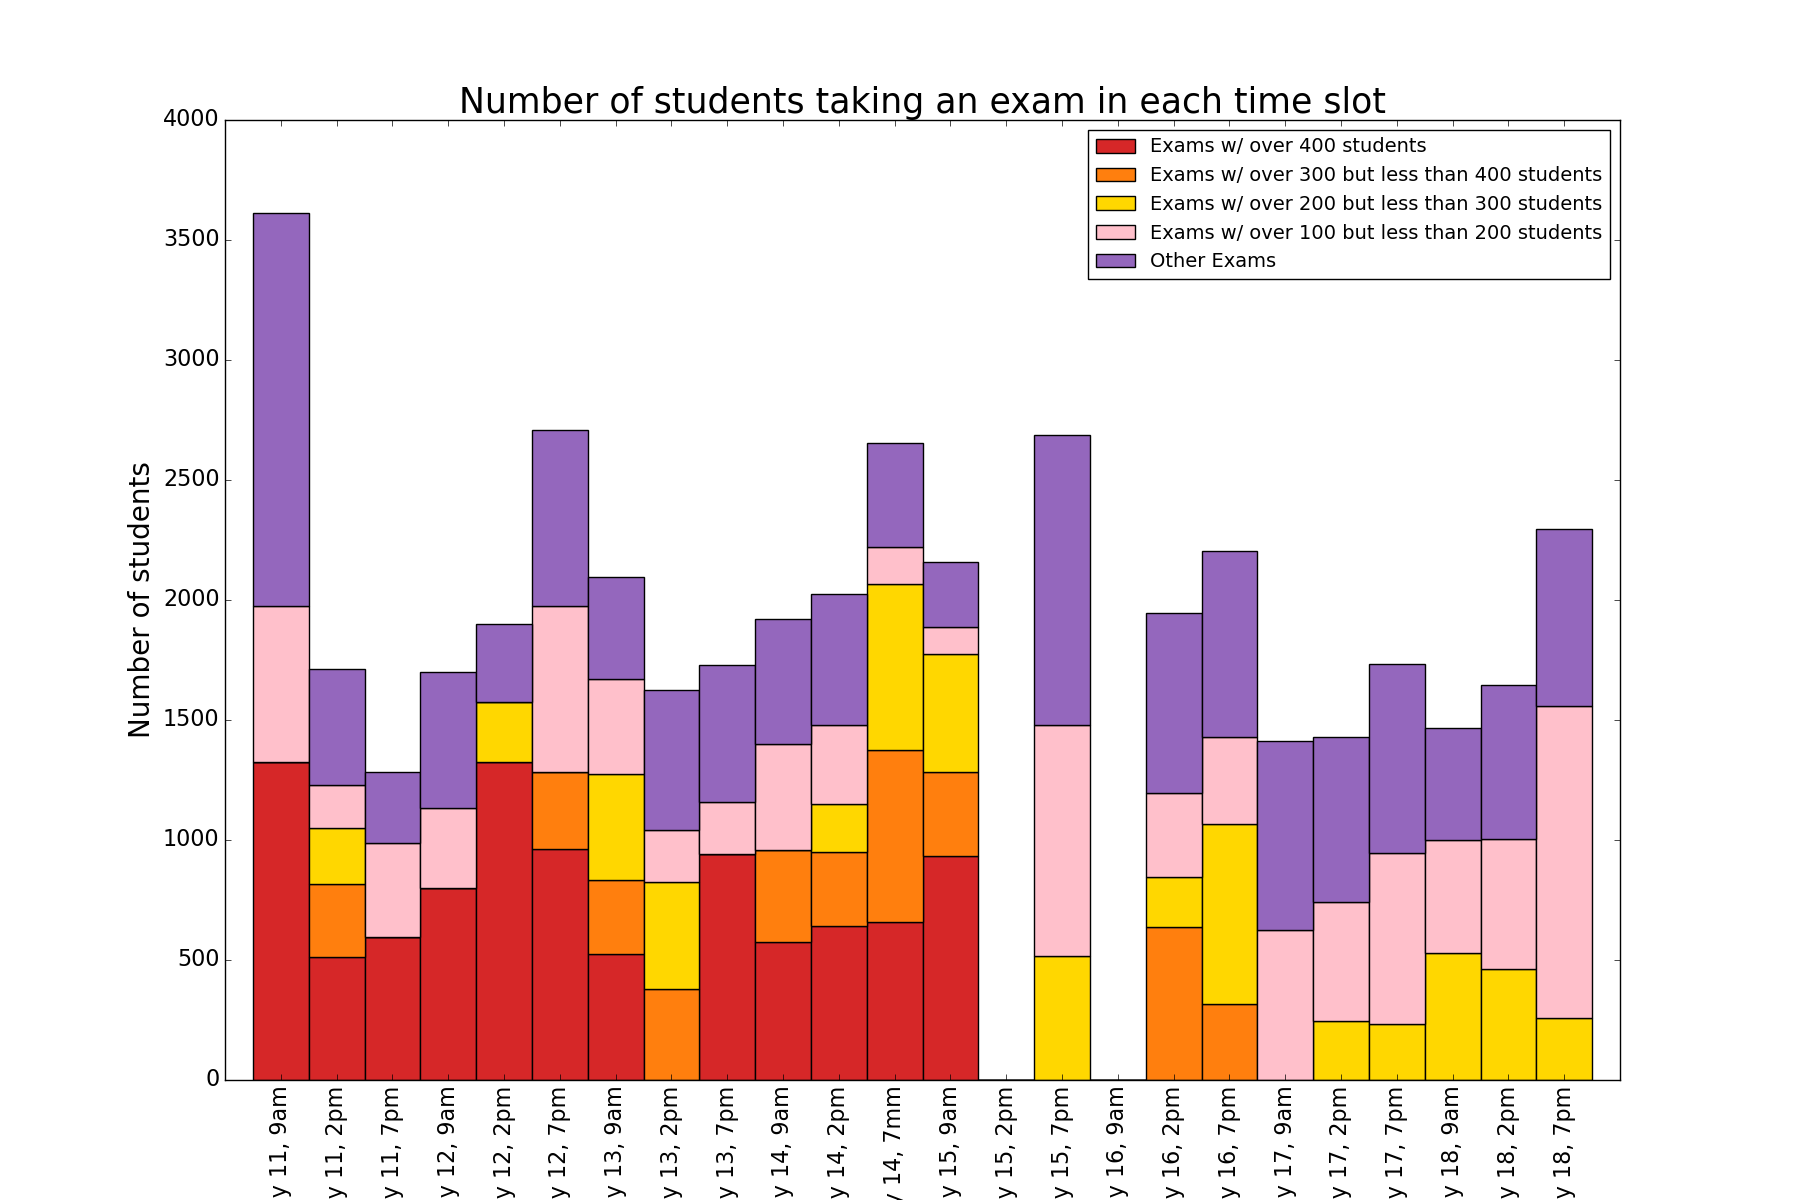 Number of students taking an exam in each time slot
Exams w/ over 400 students
Exams w/ over 300 but less than 400 students
Exams w/ over 200 but less than 300 students
Exams w/ over 100 but less than 200 students
Other Exams
Number of students
4000
3500
3000
2500
2000
1500
1000
500
0
y 11, 9am
y 11, 2pm
y 11, 7pm
y 12, 9am
y 12, 2pm
y 12, 7pm
y 13, 9am
y 13, 2pm
y 13, 7pm
y 14, 9am
y 14, 2pm
y 14, 7mm
y 15, 9am
y 15, 2pm
y 15, 7pm
y 16, 9am
y 16, 2pm
y 16, 7pm
y 17, 9am
y 17, 2pm
y 17, 7pm
y 18, 9am
y 18, 2pm
y 18, 7pm